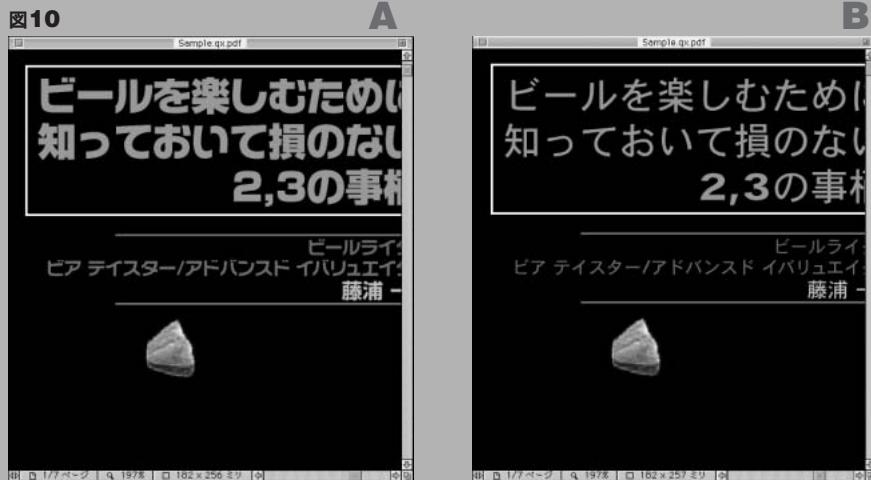 図10
A
B
Sample.qx.pdf
ビールを楽しむために
知っておいて損のない
2,3の事柄
ビールライ
ビア テイスター/アドバンスド イバリュエイ
藤浦 一
1/7 ページ
197%
182 x 256 ミリ
Sample.qx.pdf
ビールを楽しむために
知っておいて損のない
2,3の事柄
ビールライ
ビア テイスター/アドバンスド イバリュエイ
藤浦 一
1/7 ページ
197%
182 x 257 ミリ